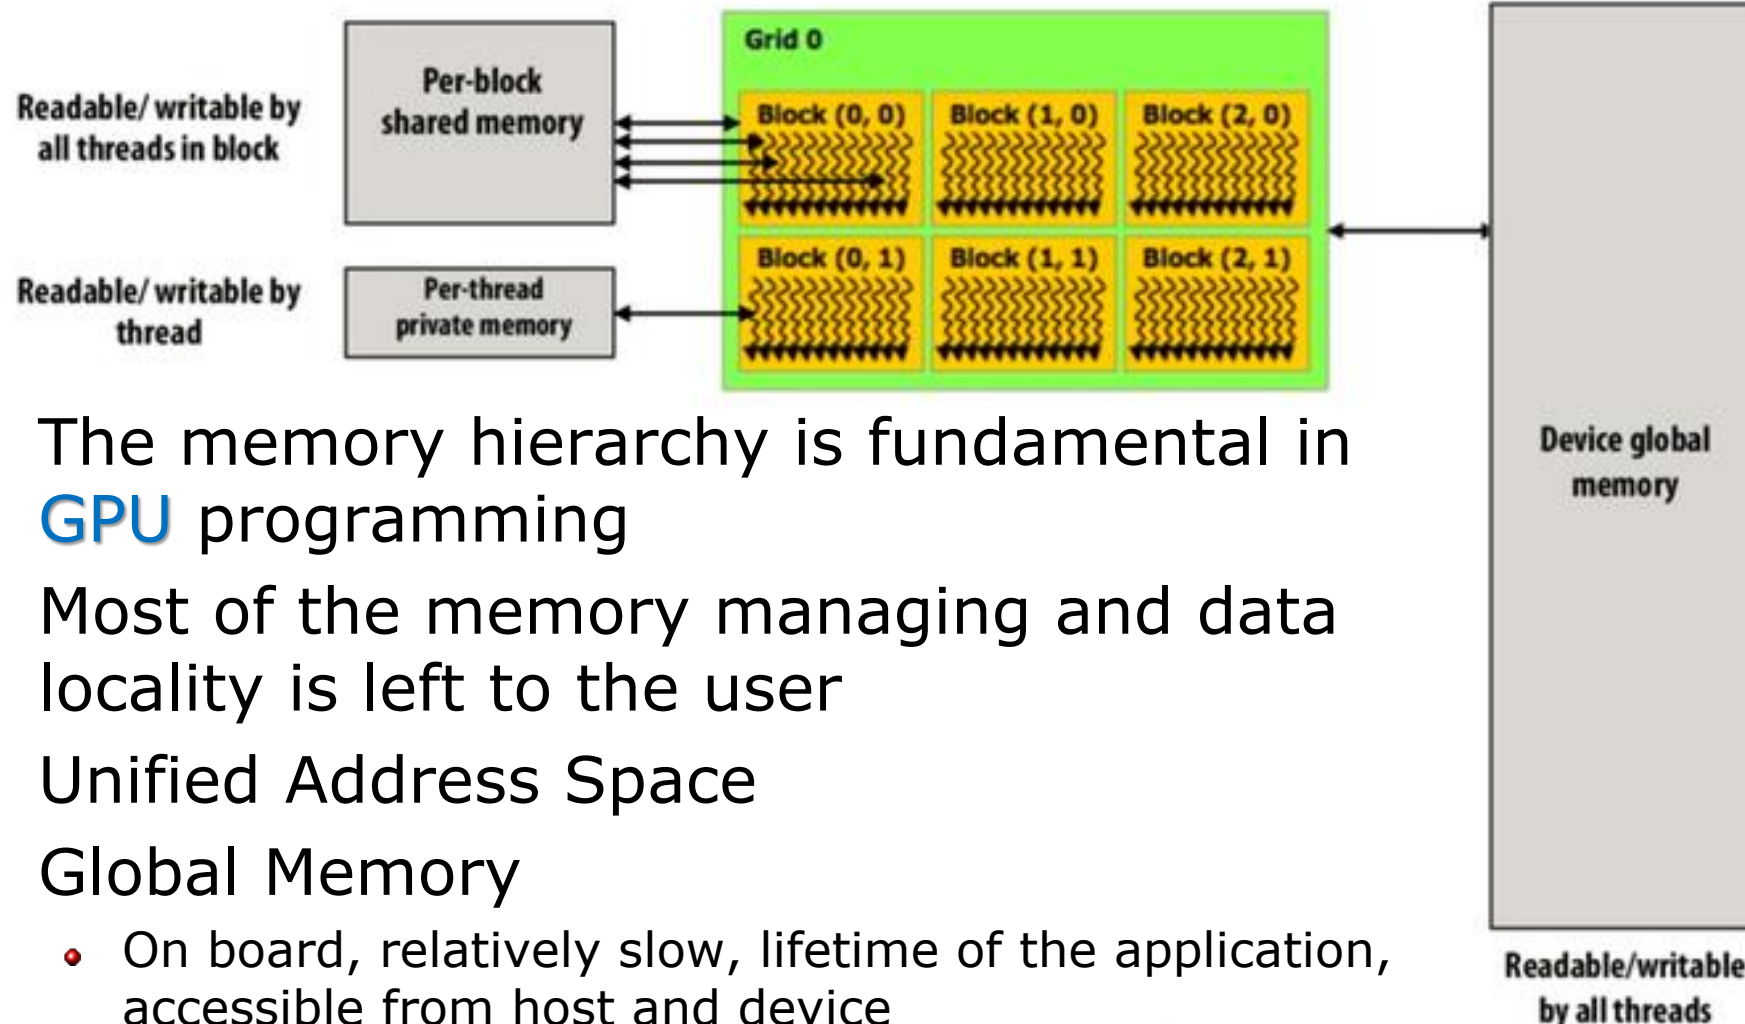 Grid 0
Per-block
shared memory
Readable/ writable by
all threads in block
Block (0, 0)
Block (1, 0)
Block (2, 0)
Block (0, 1)
Block (1, 1)
Block (2, 1)
Readable/ writable by
thread
Per-thread
private memory
Device global
memory
Readable/writable
by all threads
The memory hierarchy is fundamental in
GPU programming
Most of the memory managing and data
locality is left to the user
Unified Address Space
Global Memory
On board, relatively slow, lifetime of the application,
accessible from host and device